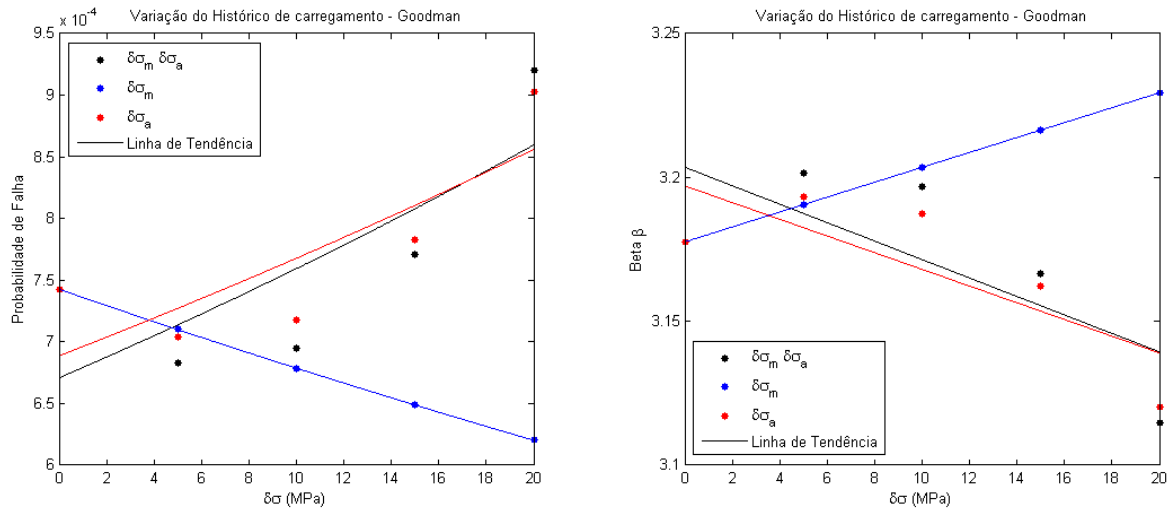 Variação do Histórico de carregamento - Goodman
x 10⁻⁴
9.5
9
8.5
8
7.5
7
6.5
6
Probabilidade de Falha
δσm δσa
δσm
δσa
Linha de Tendência
0 2 4 6 8 10 12 14 16 18 20
δσ (MPa)
Variação do Histórico de carregamento - Goodman
3.25
3.2
3.15
3.1
Beta β
δσm δσa
δσm
δσa
Linha de Tendência
0 2 4 6 8 10 12 14 16 18 20
δσ (MPa)